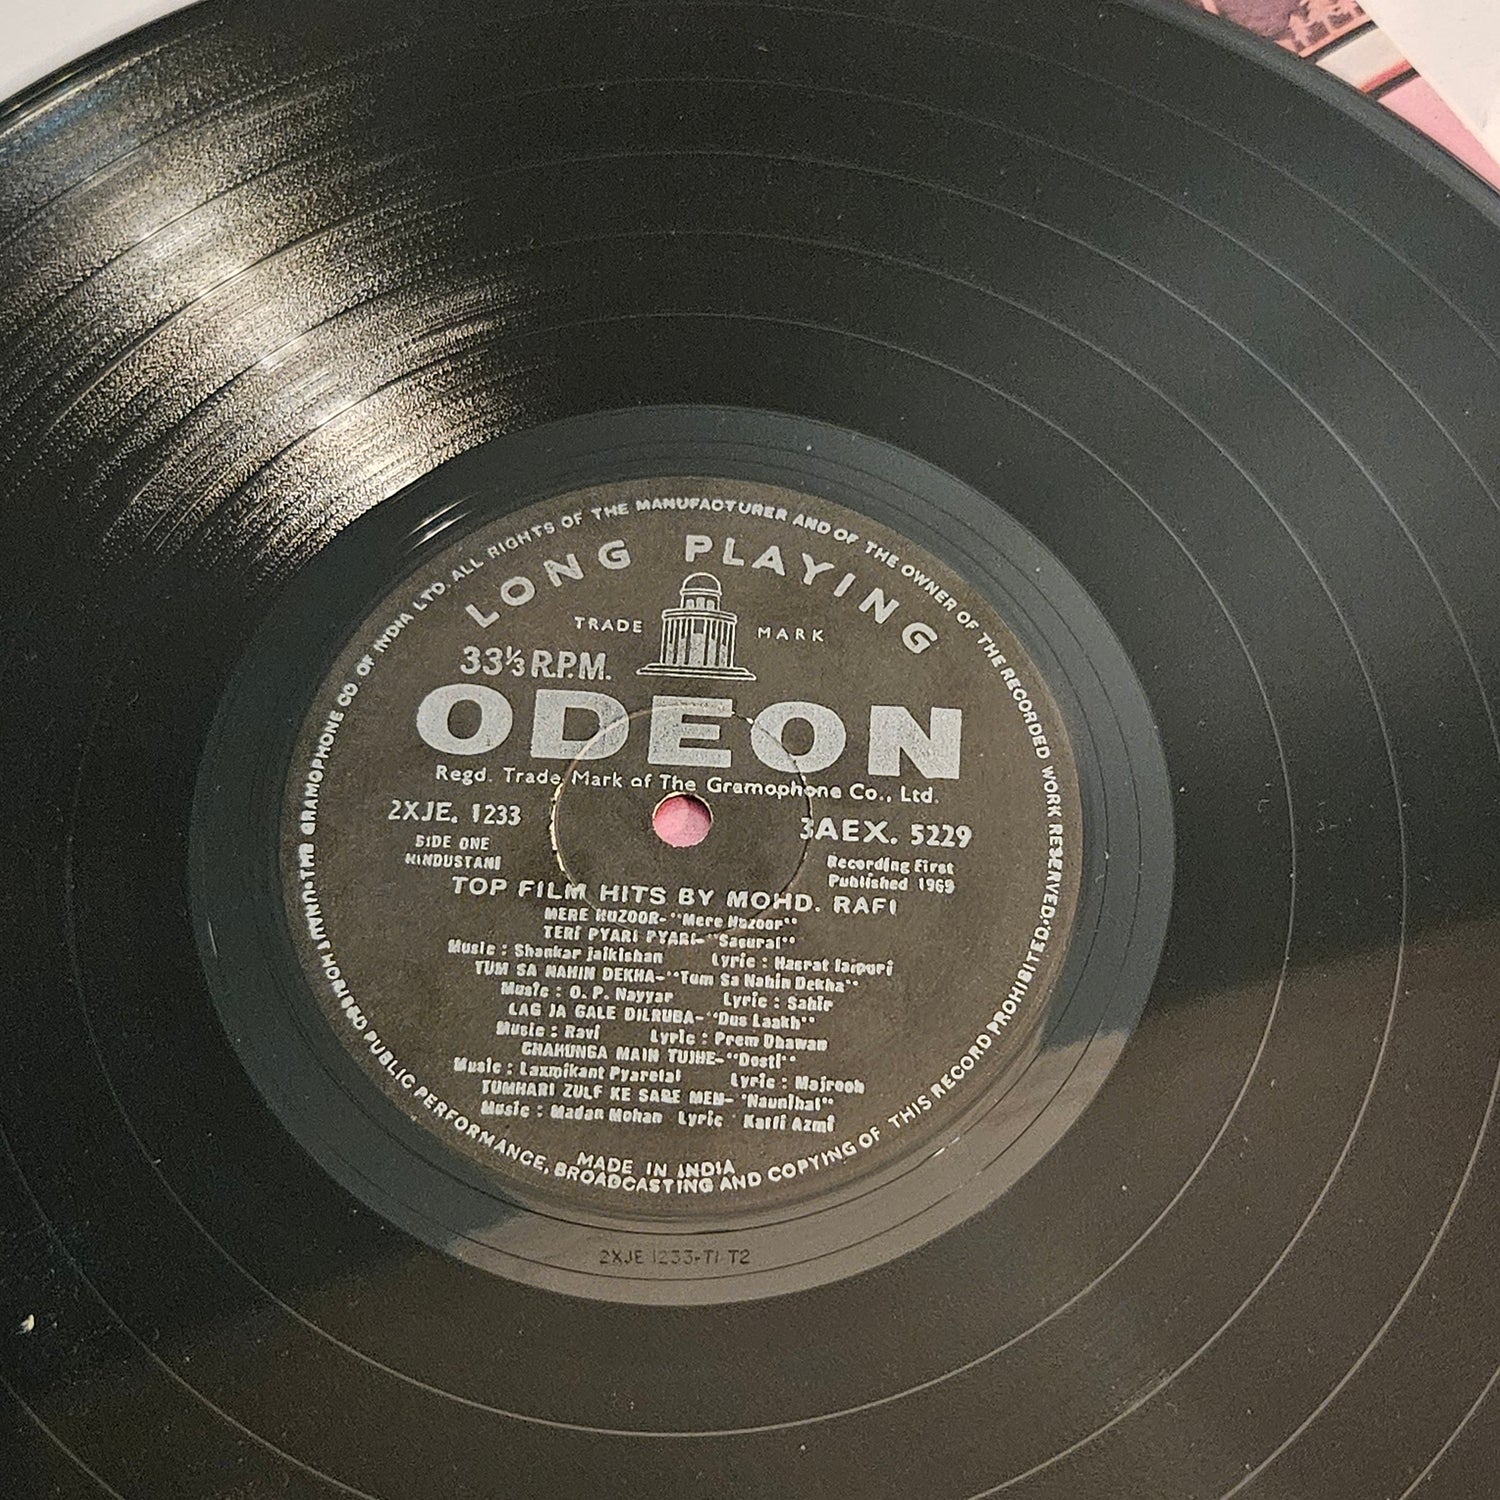 THE GRAMOPHONE CO OF INDIA LTD. ALL RIGHTS OF THE MANUFACTURER AND OF THE OWNER OF THE RECORDED WORK RESERVED. UNAUTHORISED PUBLIC PERFORMANCE, BROADCASTING AND COPYING OF THIS RECORD PROHIBITED.
LONG PLAYING
TRADE MARK
33⅓ R.P.M.
ODEON
Regd. Trade Mark of The Gramophone Co., Ltd.
2XJE. 1233 3AEX. 5229
SIDE ONE Recording First
HINDUSTANI Published 1969
TOP FILM HITS BY MOHD. RAFI
MERE HUZOOR-"Mere Huzoor"
TERI PYARI PYARI-"Sasural"
Music : Shankar Jaikishan Lyric : Hasrat Jaipuri
TUM SA NAHIN DEKHA-"Tum Sa Nahin Dekha"
Music : O. P. Nayyar Lyric : Sahir
LAG JA GALE DILRUBA-"Dus Laakh"
Music : Ravi Lyric : Prem Dhawan
CHAHUNGA MAIN TUJHE-"Dosti"
Music : Laxmikant Pyarelal Lyric : Majrooh
TUMHARI ZULF KE SAAE MEN-"Naunihal"
Music : Madan Mohan Lyric Kaifi Azmi
MADE IN INDIA
2XJE 1233-T1 T2